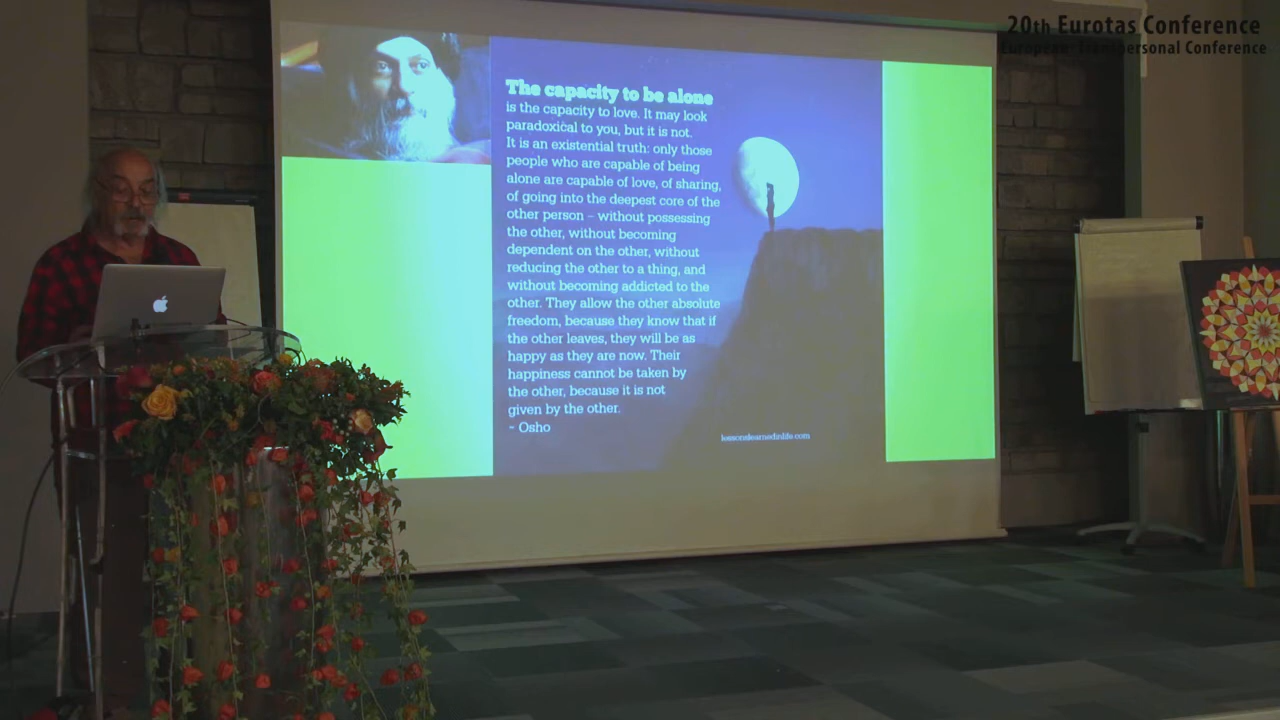 20th Eurotas Conference
European Transpersonal Conference
The capacity to be alone
is the capacity to love. It may look
paradoxical to you, but it is not.
It is an existential truth: only those
people who are capable of being
alone are capable of love, of sharing,
of going into the deepest core of the
other person – without possessing
the other, without becoming
dependent on the other, without
reducing the other to a thing, and
without becoming addicted to the
other. They allow the other absolute
freedom, because they know that if
the other leaves, they will be as
happy as they are now. Their
happiness cannot be taken by
the other, because it is not
given by the other.
~ Osho
lessonslearnedinlife.com